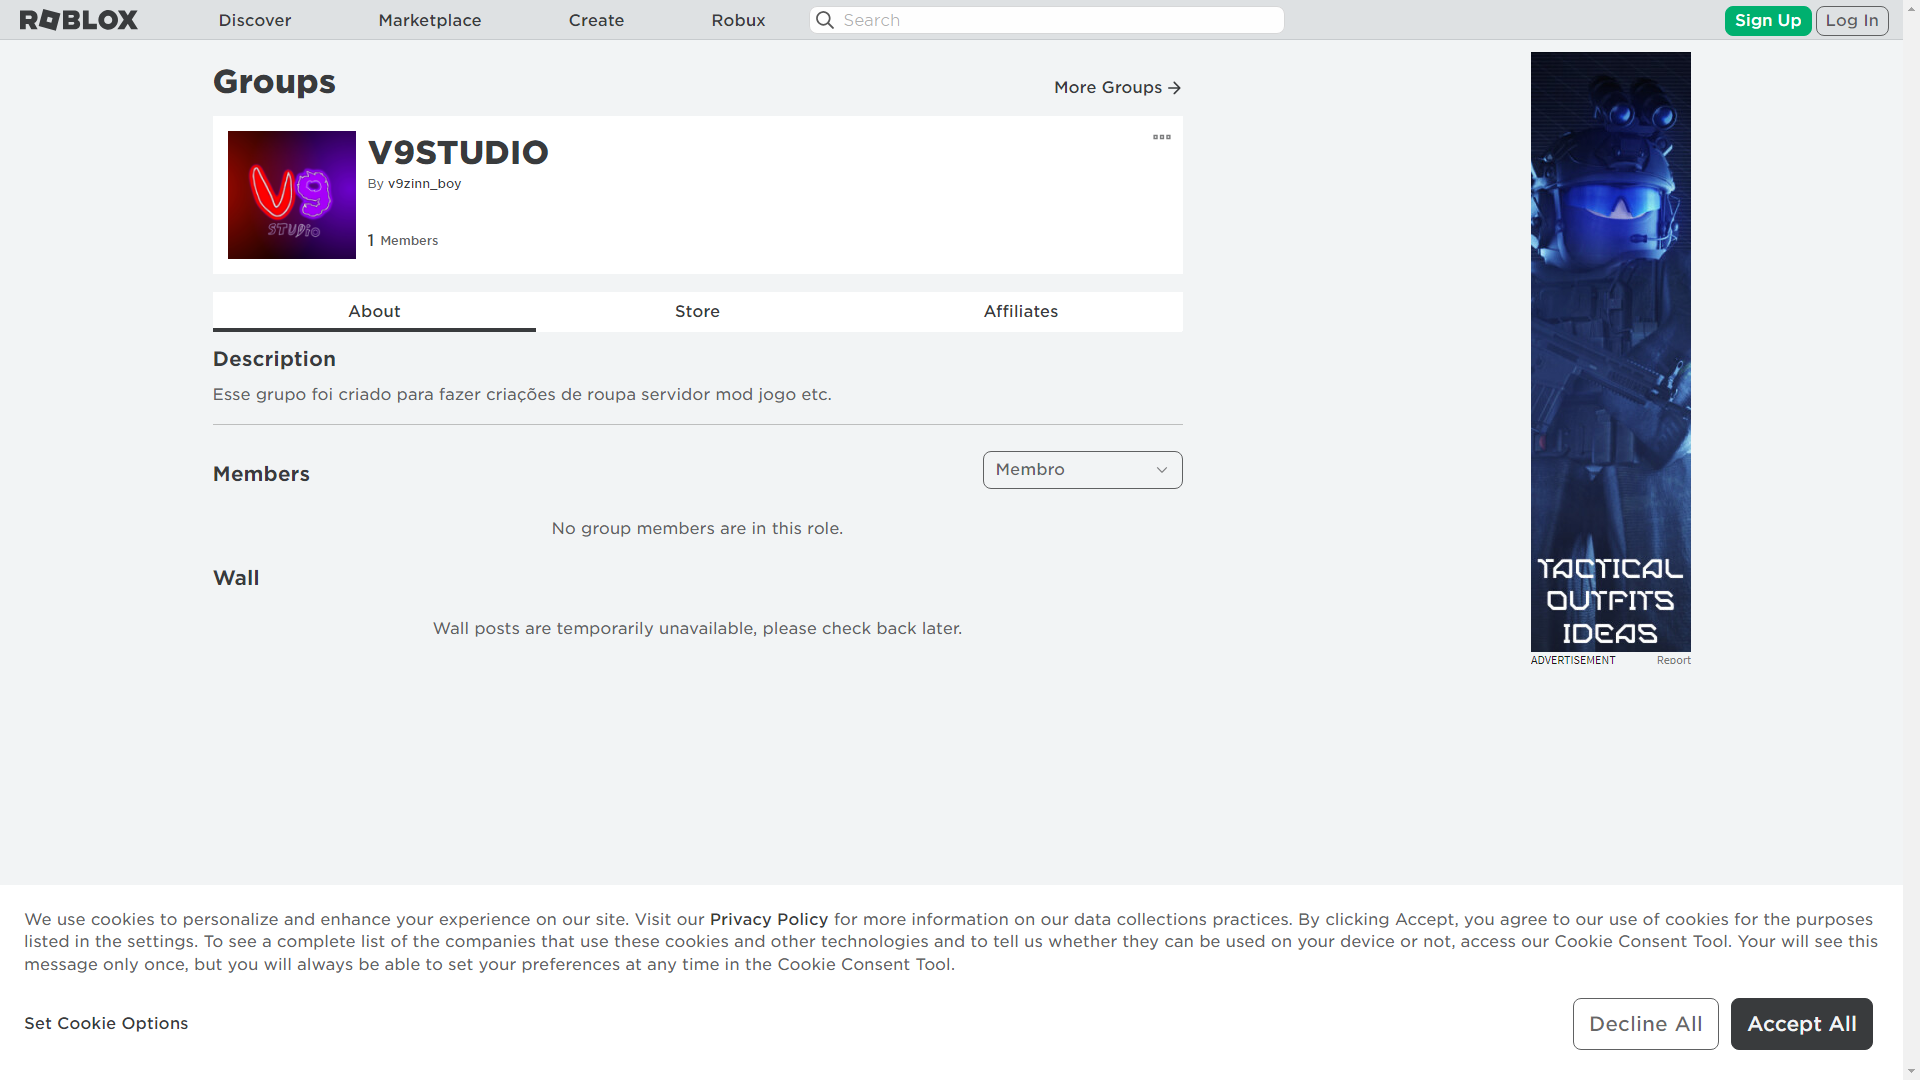 ROBLOX
Discover
Marketplace
Create
Robux
Search
Sign Up
Log In
Groups
More Groups
V9
STUDIO
V9STUDIO
By v9zinn_boy
1 Members
About
Store
Affiliates
Description
Esse grupo foi criado para fazer criações de roupa servidor mod jogo etc.
Members
Membro
No group members are in this role.
Wall
Wall posts are temporarily unavailable, please check back later.
TACTICAL
OUTFITS
IDEAS
ADVERTISEMENT
Report
We use cookies to personalize and enhance your experience on our site. Visit our Privacy Policy for more information on our data collections practices. By clicking Accept, you agree to our use of cookies for the purposes
listed in the settings. To see a complete list of the companies that use these cookies and other technologies and to tell us whether they can be used on your device or not, access our Cookie Consent Tool. Your will see this
message only once, but you will always be able to set your preferences at any time in the Cookie Consent Tool.
Set Cookie Options
Decline All
Accept All